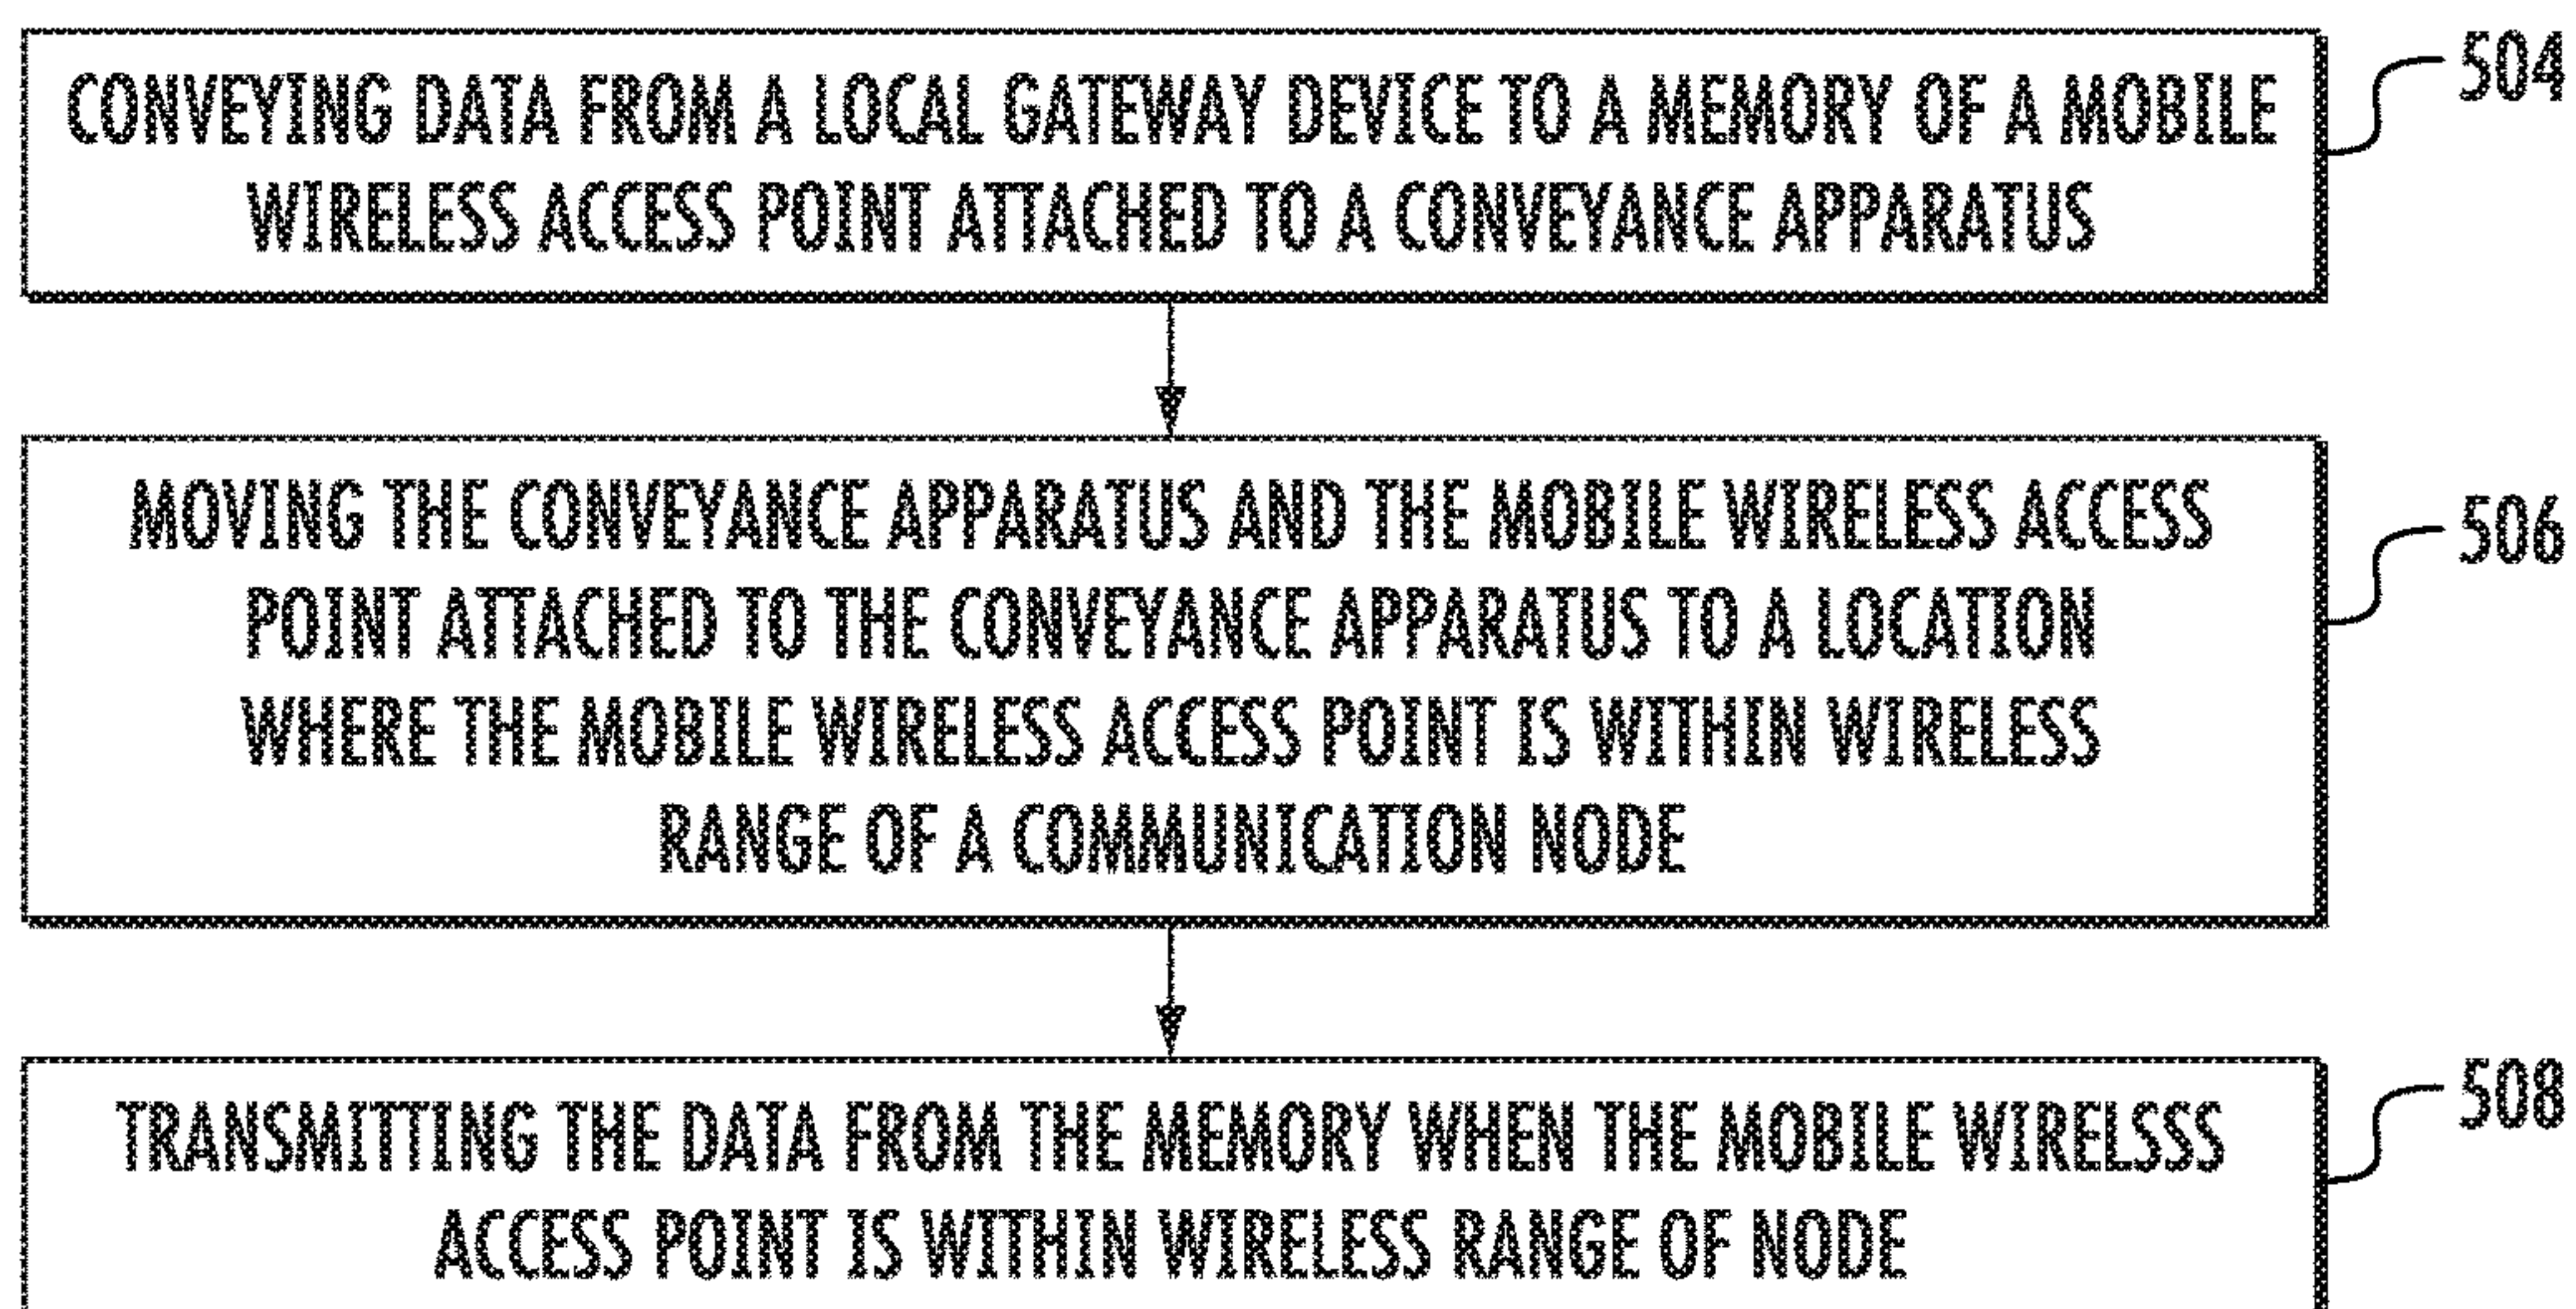 CONVEYING DATA FROM A LOCAL GATEWAY DEVICE TO A MEMORY OF A MOBILE
WIRELESS ACCESS POINT ATTACHED TO A CONVEYANCE APPARATUS
504
MOVING THE CONVEYANCE APPARATUS AND THE MOBILE WIRELESS ACCESS
POINT ATTACHED TO THE CONVEYANCE APPARATUS TO A LOCATION
WHERE THE MOBILE WIRELESS ACCESS POINT IS WITHIN WIRELESS
RANGE OF A COMMUNICATION NODE
506
TRANSMITTING THE DATA FROM THE MEMORY WHEN THE MOBILE WIRELSSS
ACCESS POINT IS WITHIN WIRELESS RANGE OF NODE
508